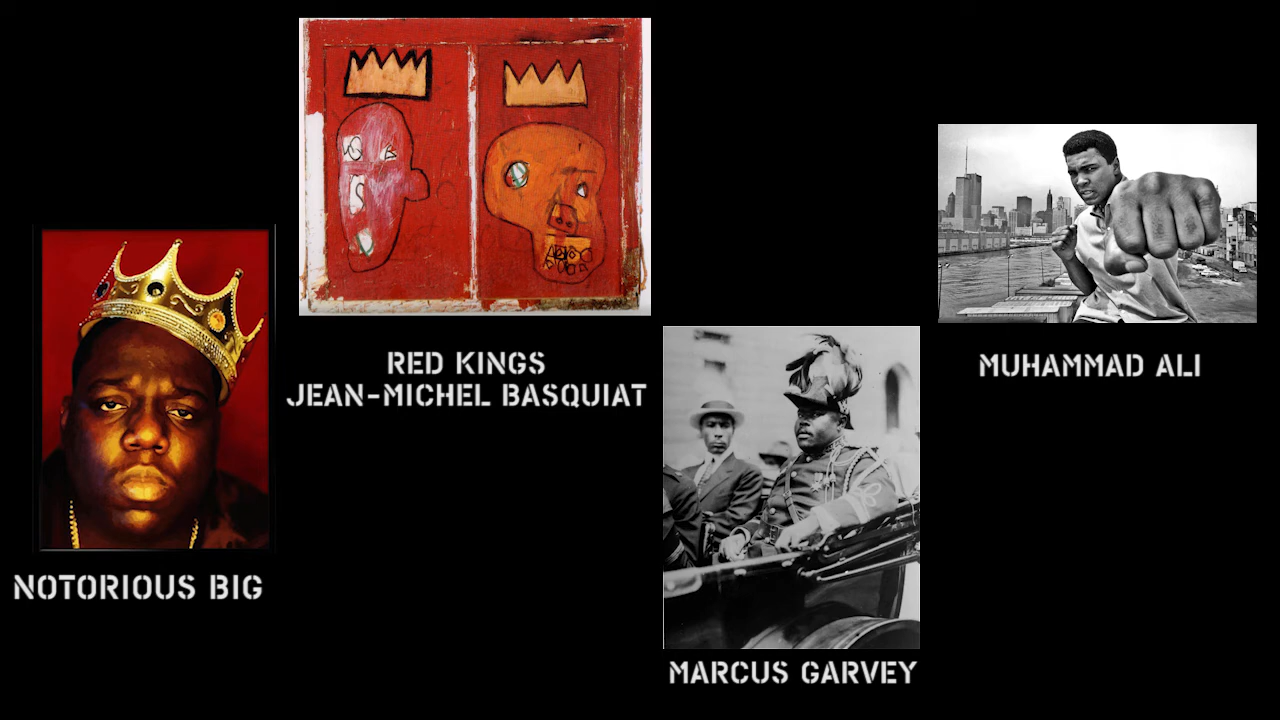 NOTORIOUS BIG
RED KINGS
JEAN-MICHEL BASQUIAT
MARCUS GARVEY
MUHAMMAD ALI